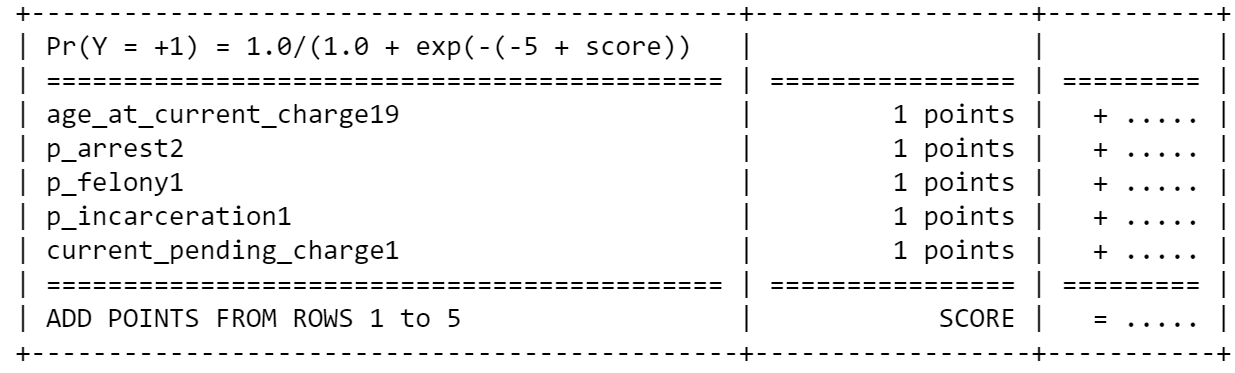 +----------------------------------------------+------------------+-----------+
| Pr(Y = +1) = 1.0/(1.0 + exp(-(-5 + score)) | | |
| ============================================ | ================ | ========= |
| age_at_current_charge19 | 1 points | + ..... |
| p_arrest2 | 1 points | + ..... |
| p_felony1 | 1 points | + ..... |
| p_incarceration1 | 1 points | + ..... |
| current_pending_charge1 | 1 points | + ..... |
| ============================================ | ================ | ========= |
| ADD POINTS FROM ROWS 1 to 5 | SCORE | = ..... |
+----------------------------------------------+------------------+-----------+